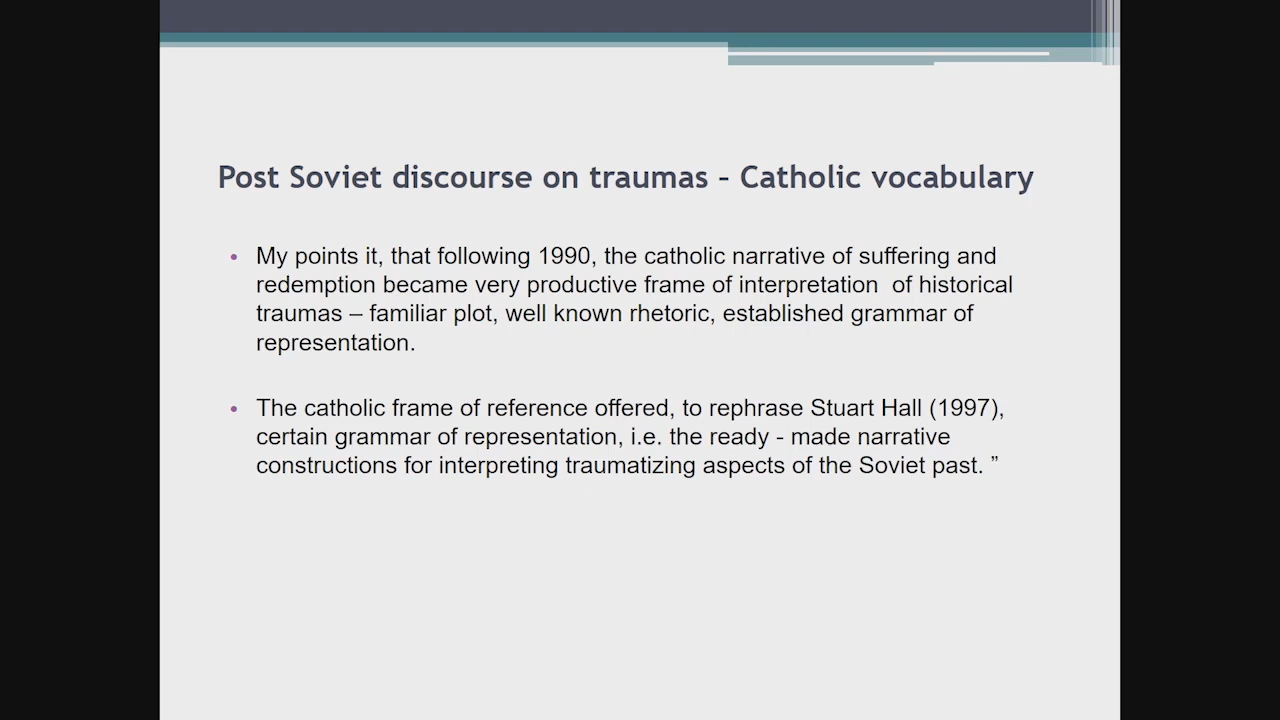 Post Soviet discourse on traumas – Catholic vocabulary
• My points it, that following 1990, the catholic narrative of suffering and
redemption became very productive frame of interpretation  of historical
traumas – familiar plot, well known rhetoric, established grammar of
representation.
• The catholic frame of reference offered, to rephrase Stuart Hall (1997),
certain grammar of representation, i.e. the ready - made narrative
constructions for interpreting traumatizing aspects of the Soviet past. ”